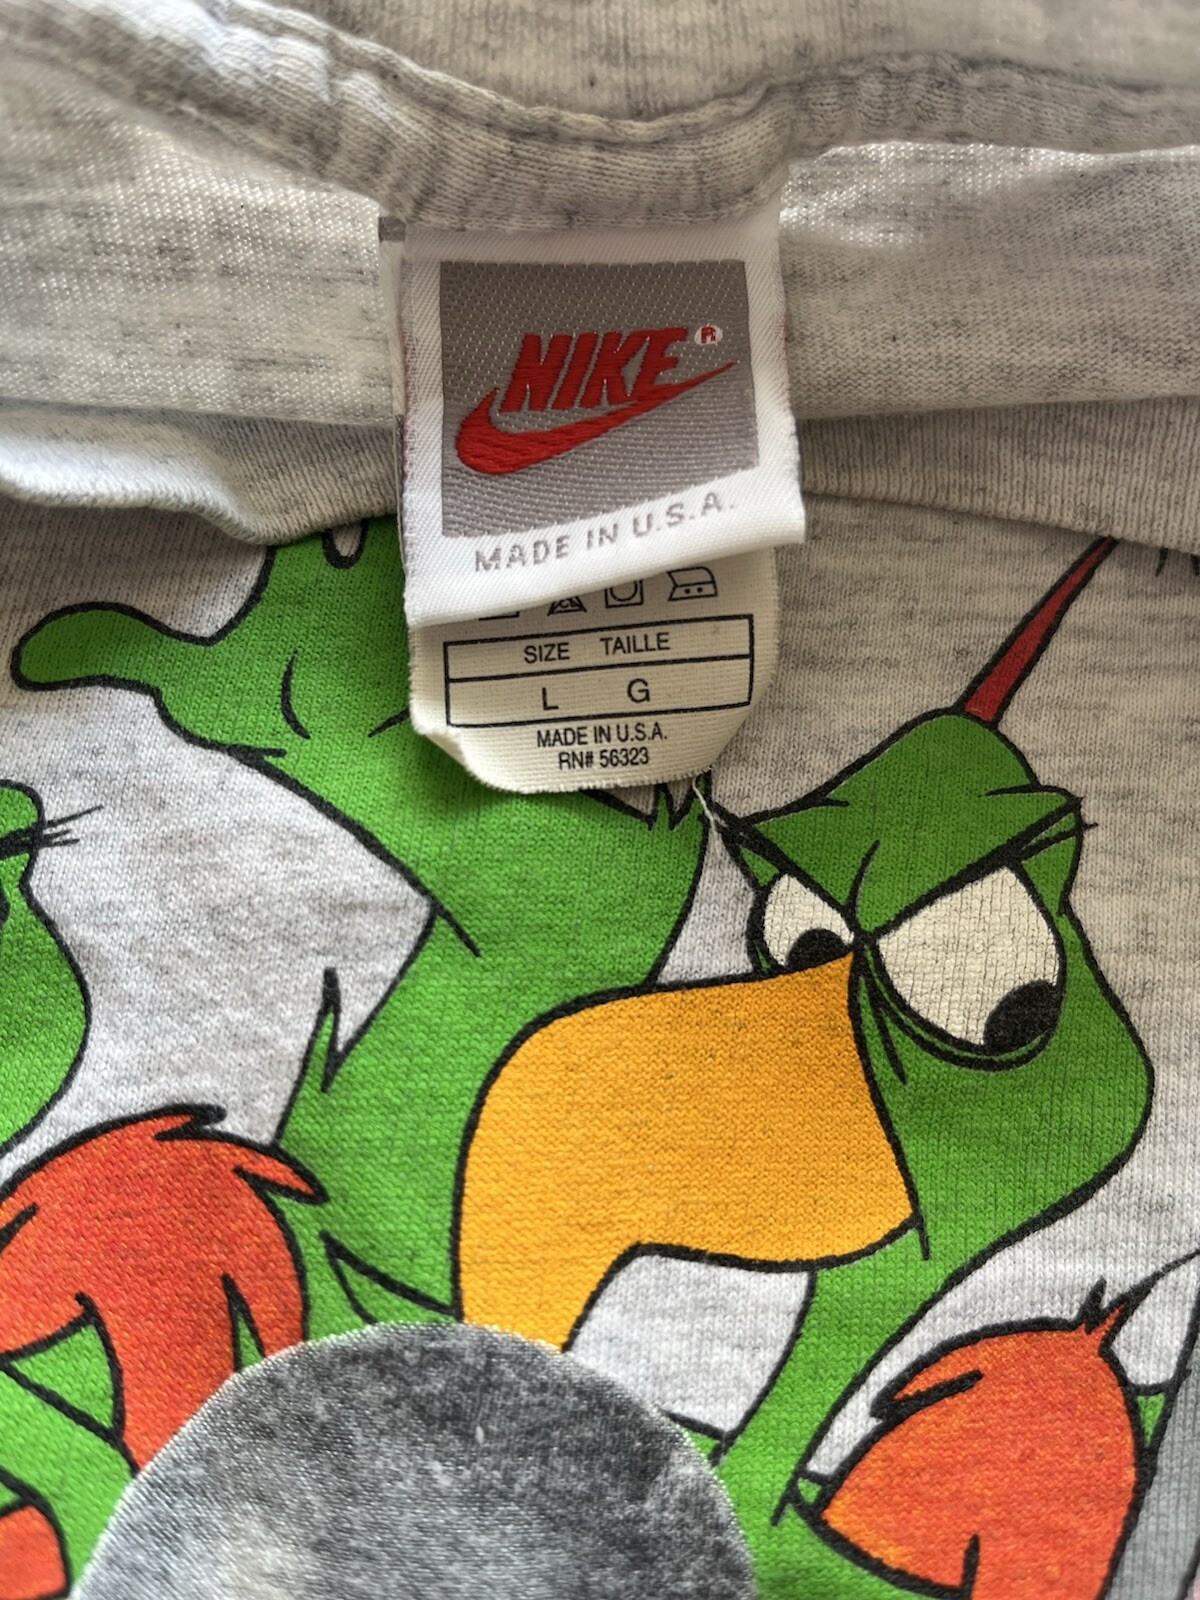 NIKE®
MADE IN U.S.A.
SIZE TAILLE
L G
MADE IN U.S.A.
RN# 56323